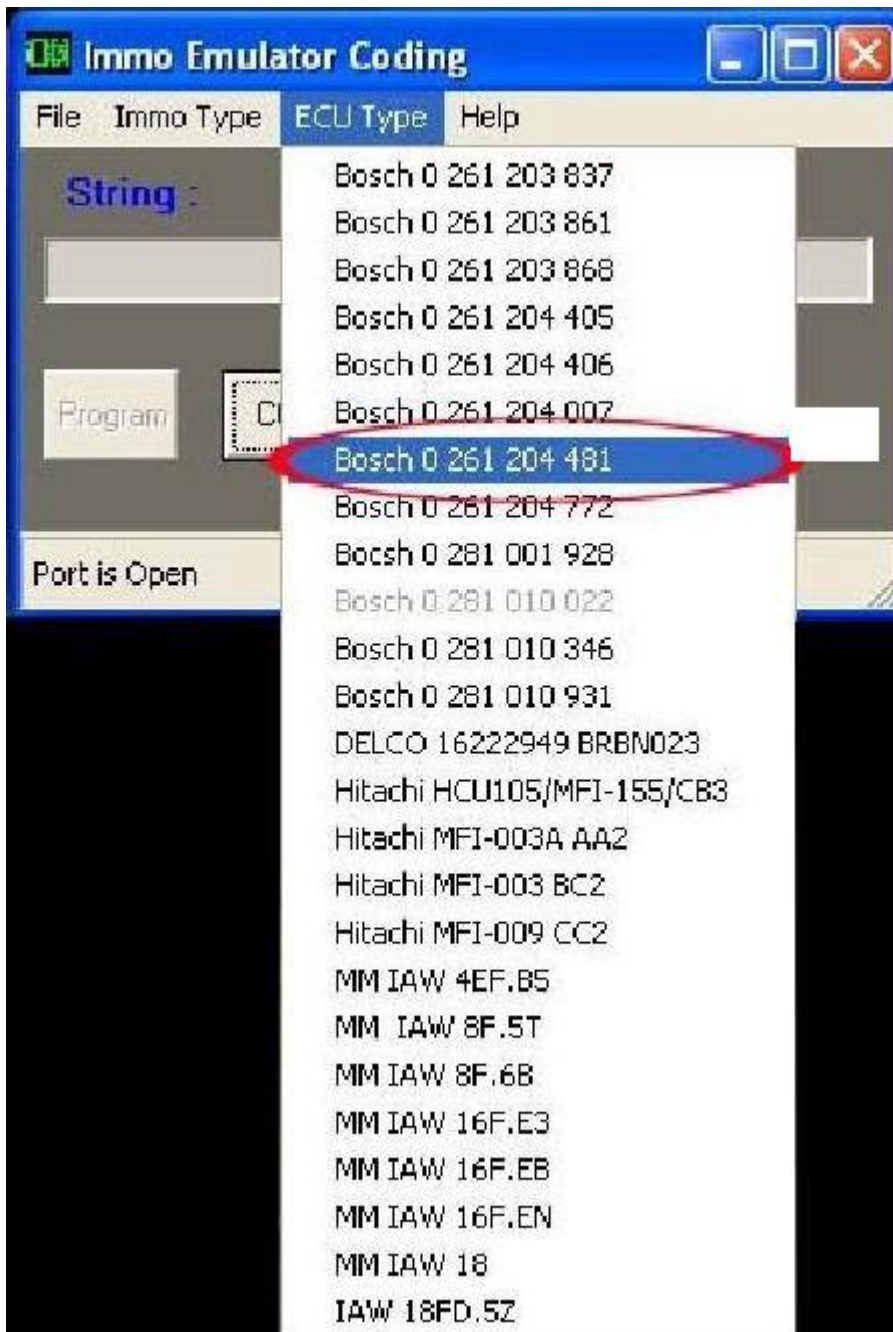 Immo Emulator Coding
File Immo Type ECU Type Help
String :
Program
Port is Open
Bosch 0 261 203 837
Bosch 0 261 203 861
Bosch 0 261 203 868
Bosch 0 261 204 405
Bosch 0 261 204 406
Bosch 0 261 204 007
Bosch 0 261 204 481
Bosch 0 261 204 772
Bocsh 0 281 001 928
Bosch 0 281 010 022
Bosch 0 281 010 346
Bosch 0 281 010 931
DELCO 16222949 BRBN023
Hitachi HCU105/MFI-155/CB3
Hitachi MFI-003A AA2
Hitachi MFI-003 BC2
Hitachi MFI-009 CC2
MM IAW 4EF.B5
MM IAW 8F.5T
MM IAW 8F.6B
MM IAW 16F.E3
MM IAW 16F.EB
MM IAW 16F.EN
MM IAW 18
IAW 18FD.5Z